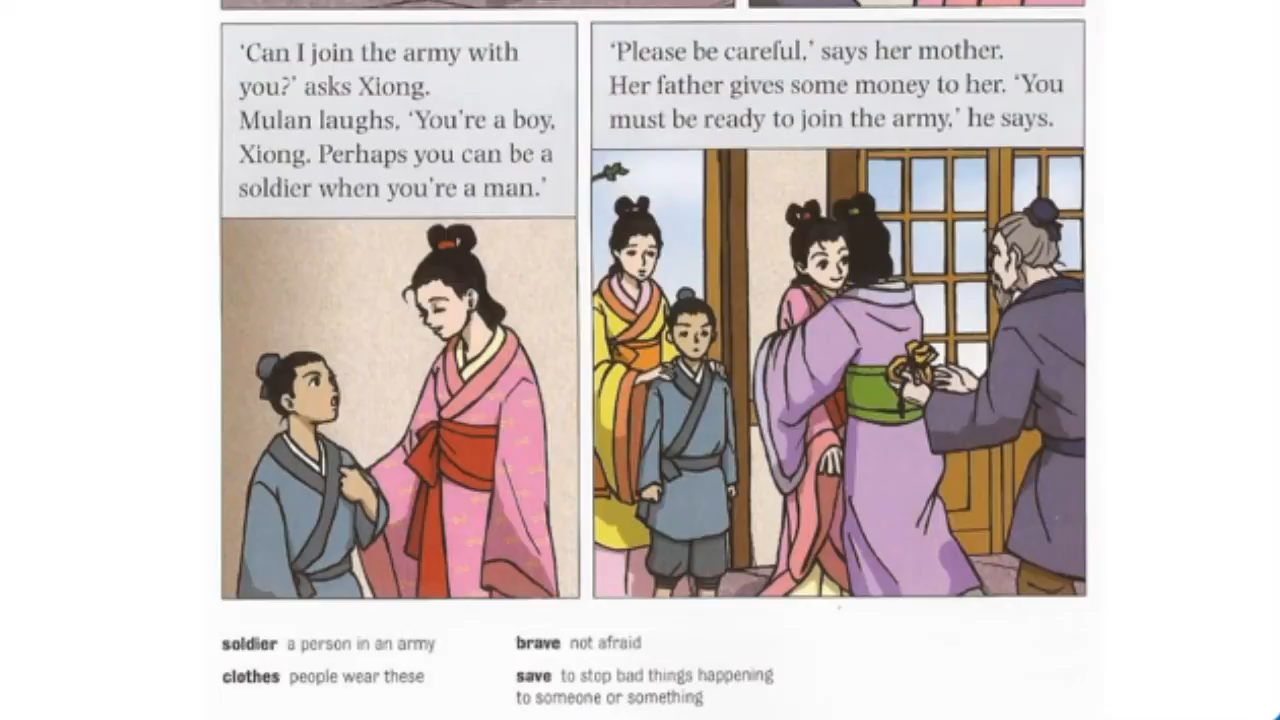 ‘Can I join the army with
you?’ asks Xiong.
Mulan laughs, ‘You’re a boy,
Xiong. Perhaps you can be a
soldier when you’re a man.’
‘Please be careful,’ says her mother.
Her father gives some money to her. ‘You
must be ready to join the army,’ he says.
soldier a person in an army
clothes people wear these
brave not afraid
save to stop bad things happening
to someone or something